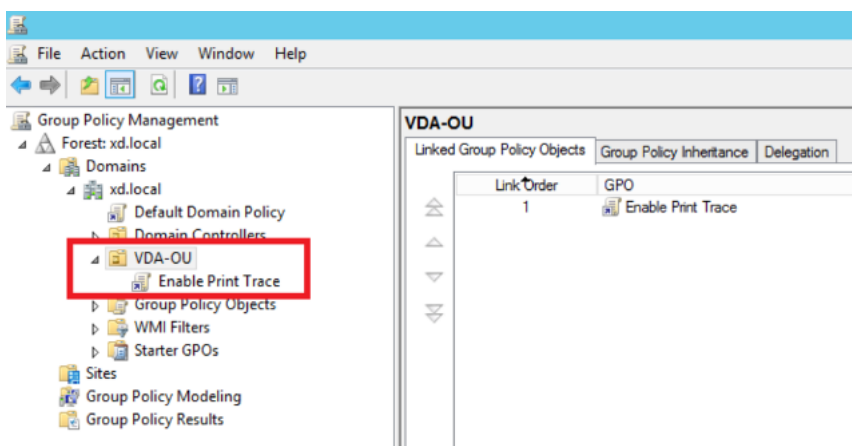 File Action View Window Help
Group Policy Management
Forest: xd.local
Domains
xd.local
Default Domain Policy
Domain Controllers
VDA-OU
Enable Print Trace
Group Policy Objects
WMI Filters
Starter GPOs
Sites
Group Policy Modeling
Group Policy Results
VDA-OU
Linked Group Policy Objects Group Policy Inheritance Delegation
Link Order GPO
1 Enable Print Trace